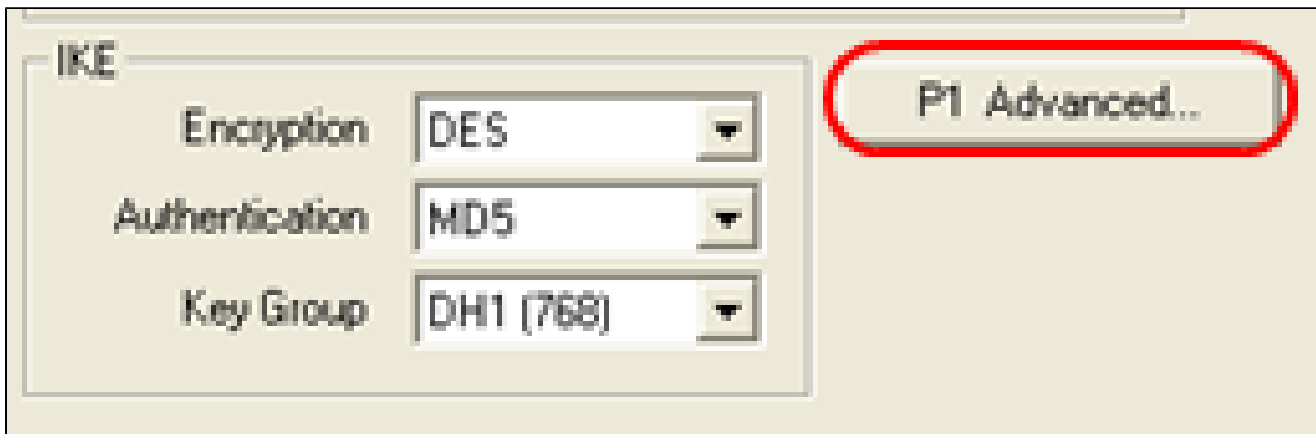 IKE
P1 Advanced...
Encryption DES
Authentication MD5
Key Group DH1 (768)